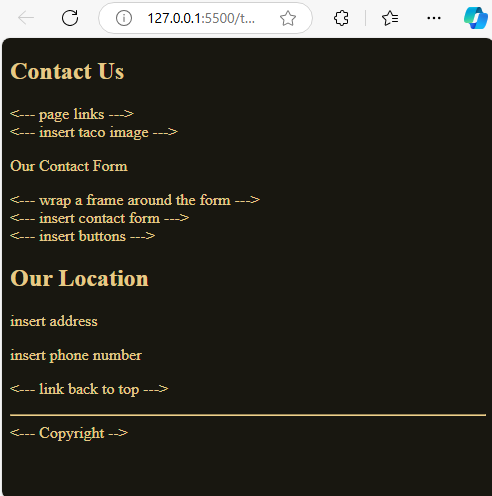 127.0.0.1:5500/t...
Contact Us
<--- page links --->
<--- insert taco image --->
Our Contact Form
<--- wrap a frame around the form --->
<--- insert contact form --->
<--- insert buttons --->
Our Location
insert address
insert phone number
<--- link back to top --->
<--- Copyright -->